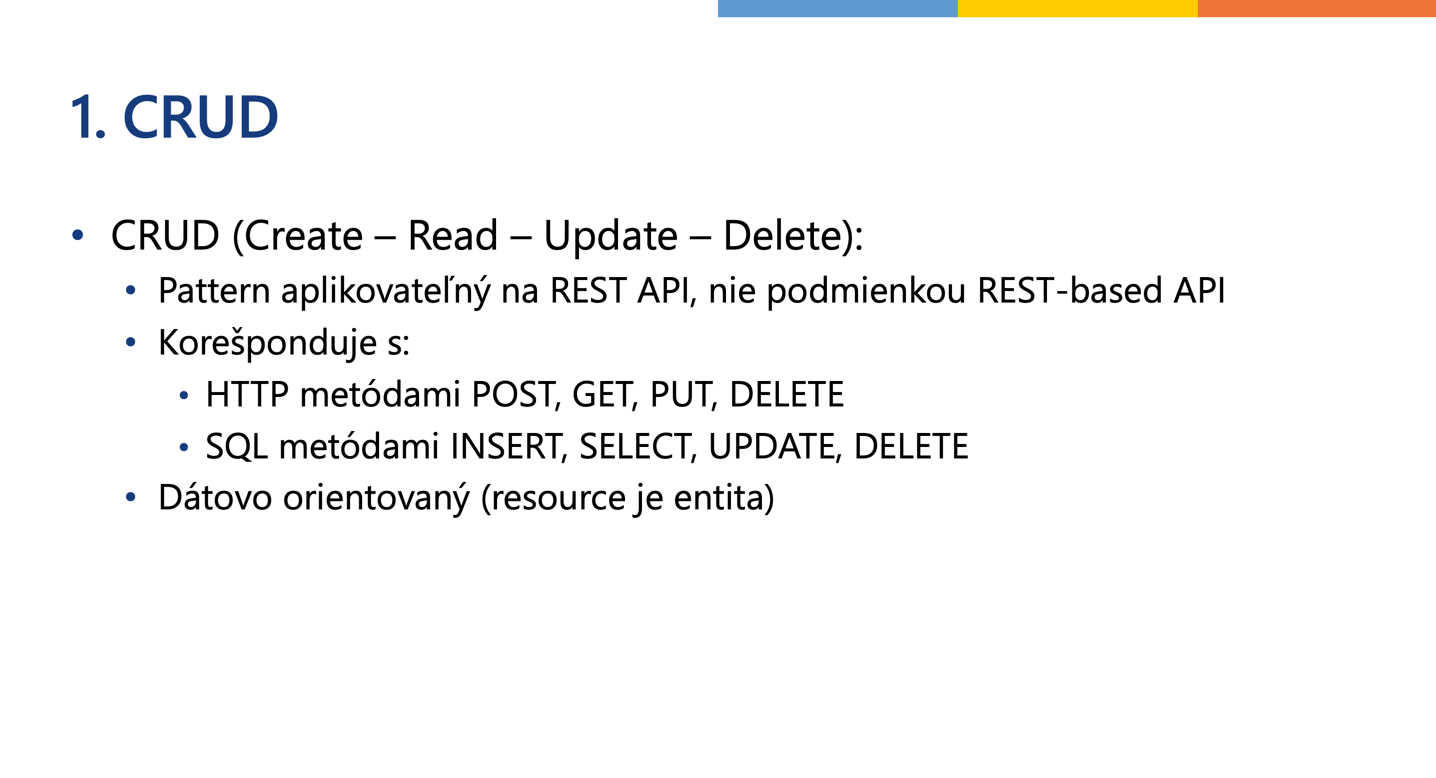 1. CRUD
• CRUD (Create – Read – Update – Delete):
• Pattern aplikovateľný na REST API, nie podmienkou REST-based API
• Korešponduje s:
• HTTP metódami POST, GET, PUT, DELETE
• SQL metódami INSERT, SELECT, UPDATE, DELETE
• Dátovo orientovaný (resource je entita)